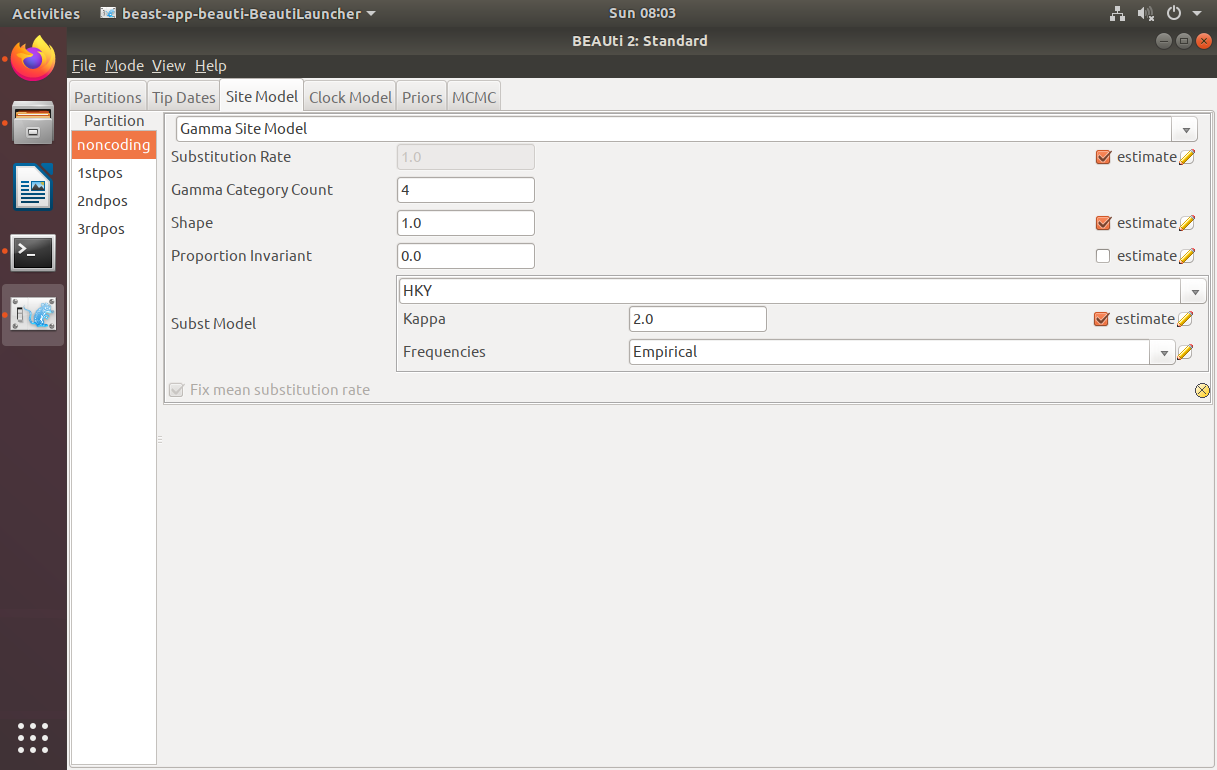 Activities beast-app-beauti-BeautiLauncher Sun 08:03
BEAUti 2: Standard
File Mode View Help
Partitions Tip Dates Site Model Clock Model Priors MCMC
Partition
noncoding
1stpos
2ndpos
3rdpos
Gamma Site Model
Substitution Rate 1.0 estimate
Gamma Category Count 4
Shape 1.0 estimate
Proportion Invariant 0.0 estimate
HKY
Subst Model
Kappa 2.0 estimate
Frequencies Empirical
Fix mean substitution rate